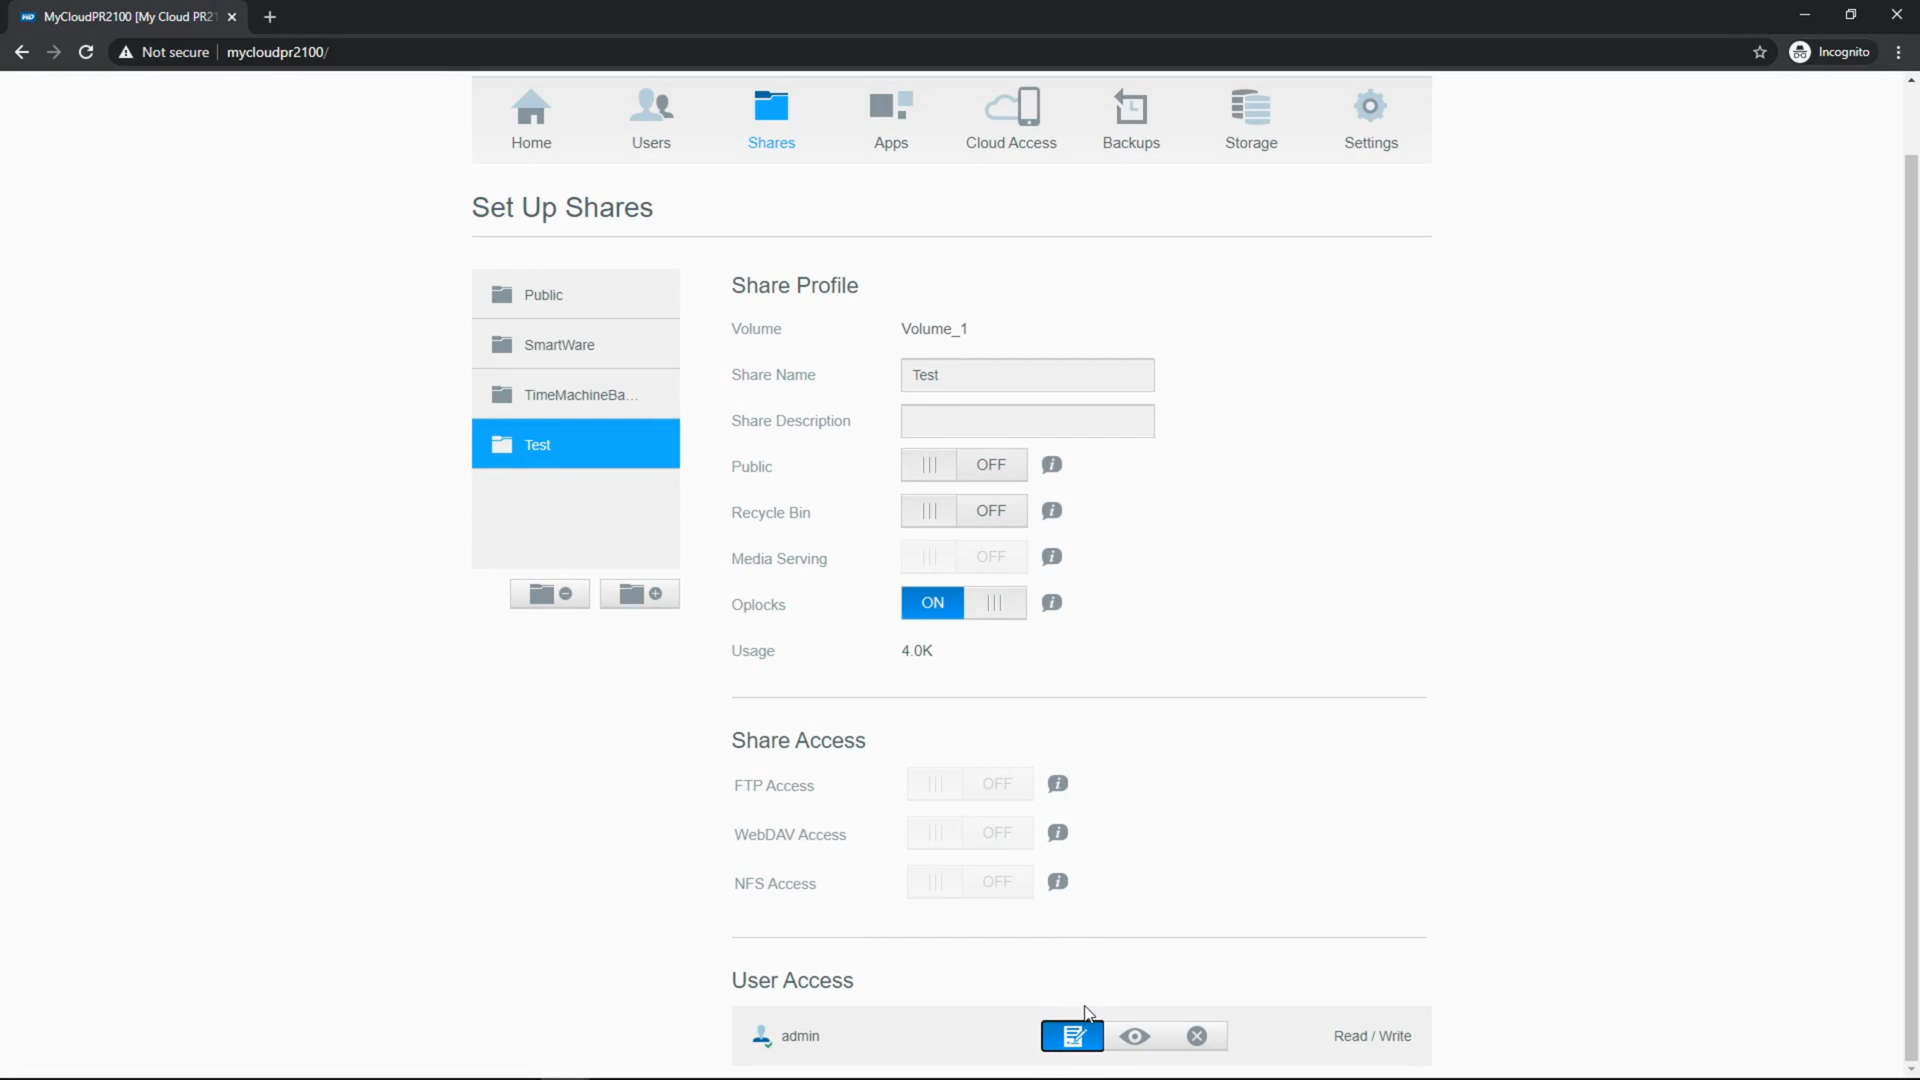 MyCloudPR2100 [My Cloud PR21
Not secure mycloudpr2100/ Incognito
Home Users Shares Apps Cloud Access Backups Storage Settings
Set Up Shares
Public
SmartWare
TimeMachineBa...
Test
Share Profile
Volume Volume_1
Share Name Test
Share Description
Public OFF
Recycle Bin OFF
Media Serving OFF
Oplocks ON
Usage 4.0K
Share Access
FTP Access OFF
WebDAV Access OFF
NFS Access OFF
User Access
admin Read / Write